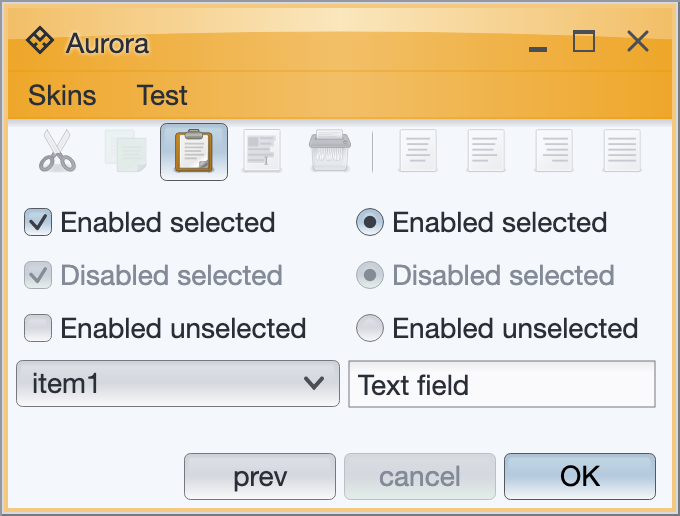 Aurora
Skins Test
Enabled selected Enabled selected
Disabled selected Disabled selected
Enabled unselected Enabled unselected
item1 Text field
prev cancel OK